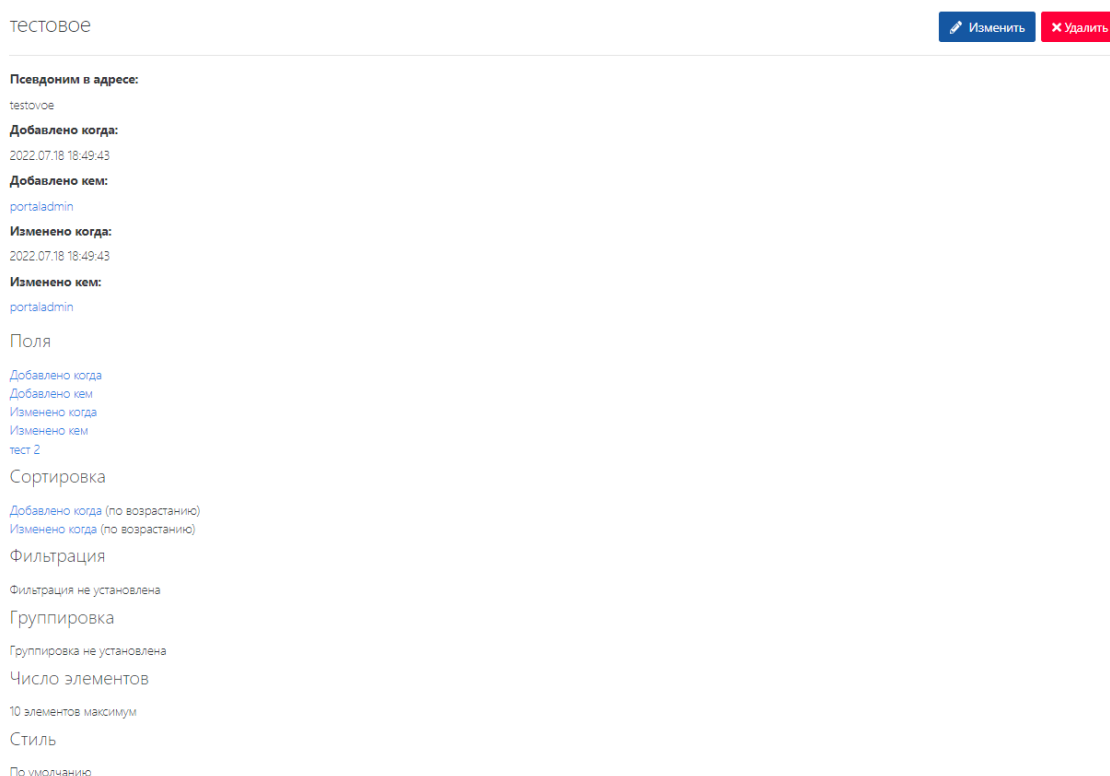 тестовое
Изменить
Удалить
Псевдоним в адресе:
testovoe
Добавлено когда:
2022.07.18 18:49:43
Добавлено кем:
portaladmin
Изменено когда:
2022.07.18 18:49:43
Изменено кем:
portaladmin
Поля
Добавлено когда
Добавлено кем
Изменено когда
Изменено кем
тест 2
Сортировка
Добавлено когда (по возрастанию)
Изменено когда (по возрастанию)
Фильтрация
Фильтрация не установлена
Группировка
Группировка не установлена
Число элементов
10 элементов максимум
Стиль
По умолчанию